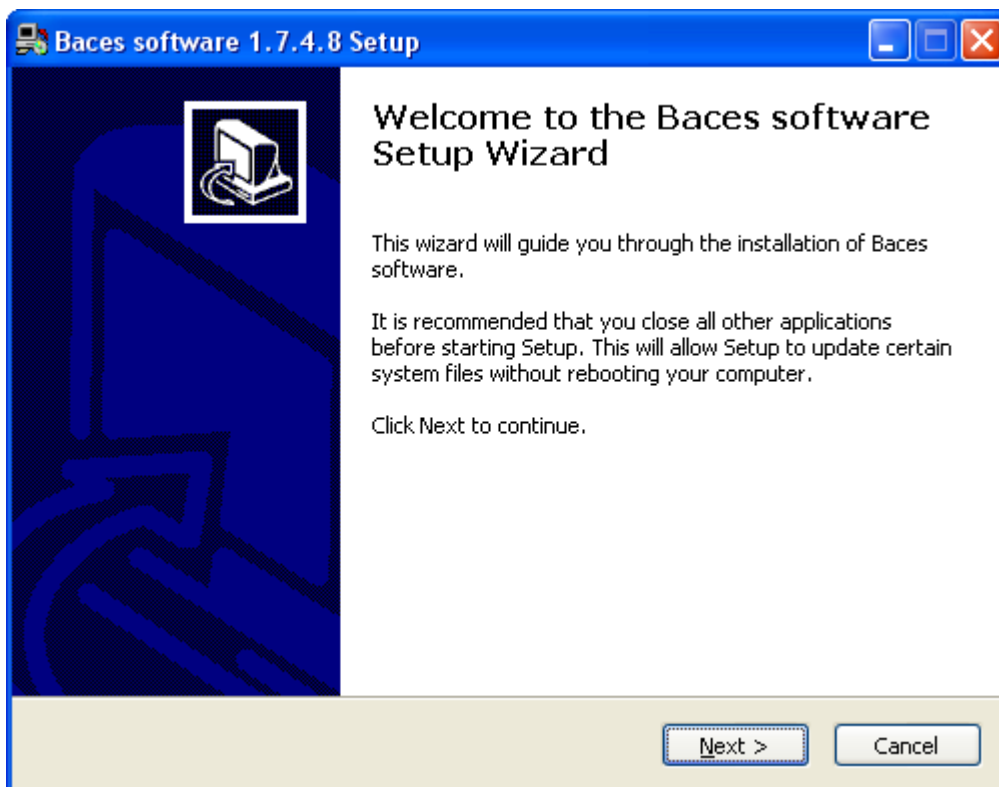 Baces software 1.7.4.8 Setup
Welcome to the Baces software
Setup Wizard
This wizard will guide you through the installation of Baces
software.
It is recommended that you close all other applications
before starting Setup. This will allow Setup to update certain
system files without rebooting your computer.
Click Next to continue.
Next >
Cancel